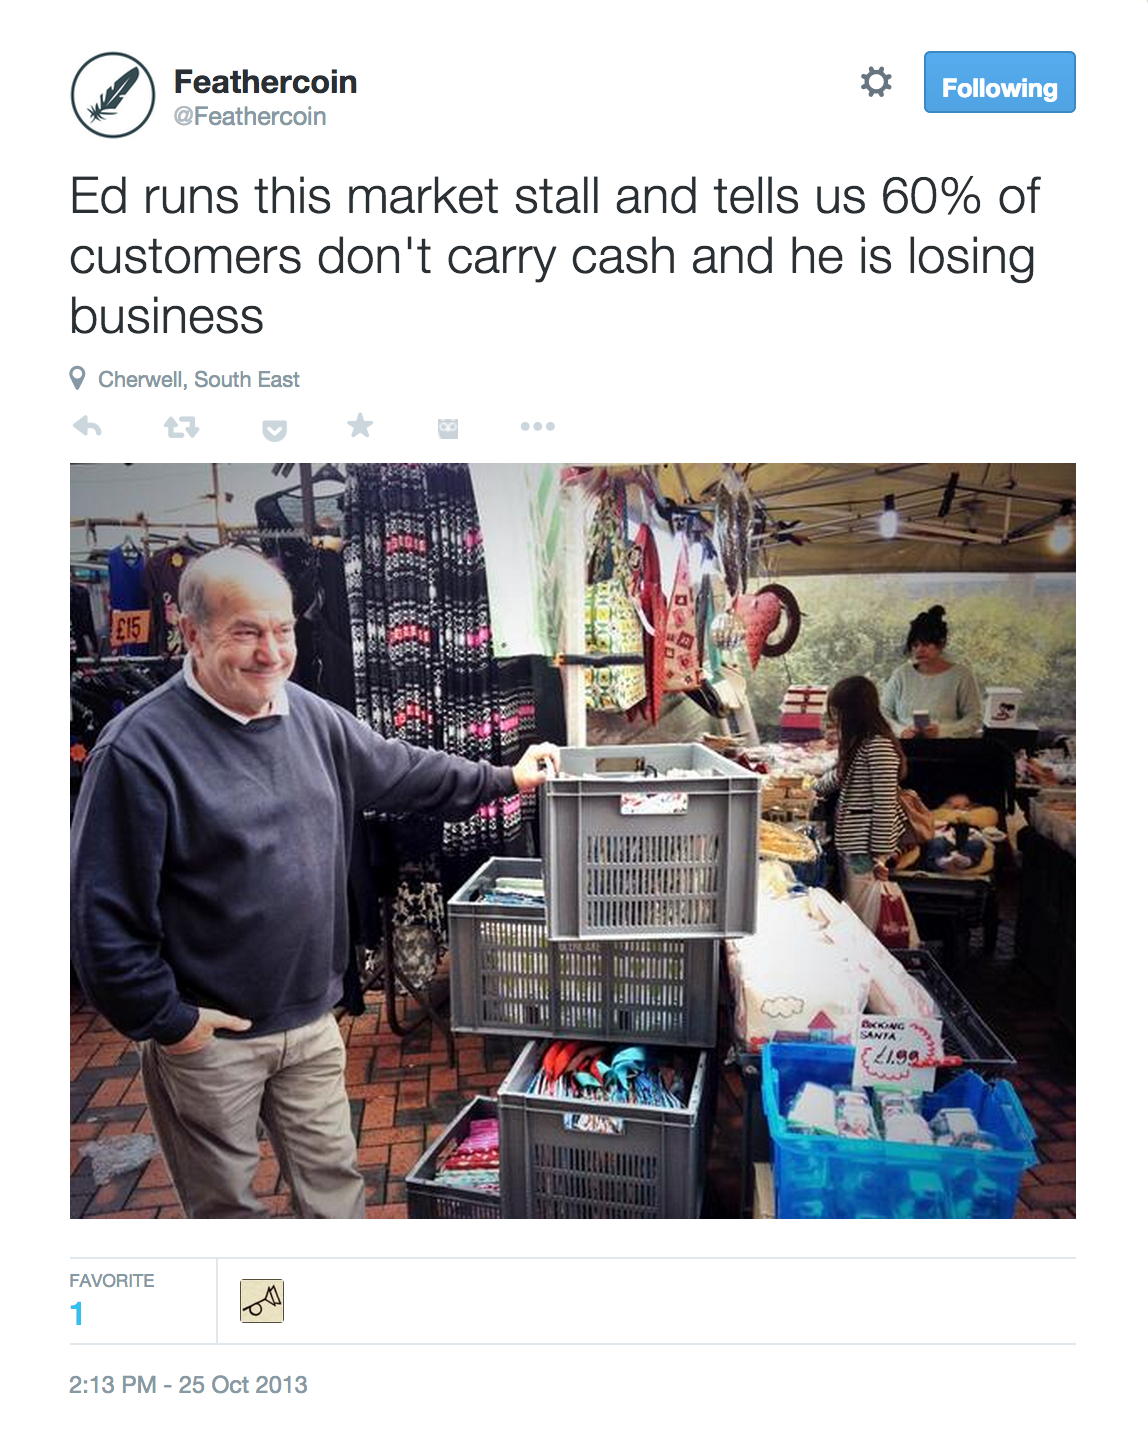 Feathercoin
@Feathercoin
Following
Ed runs this market stall and tells us 60% of
customers don't carry cash and he is losing
business
Cherwell, South East
£15
ROCKING
SANTA
£1.99
FAVORITE
1
2:13 PM - 25 Oct 2013